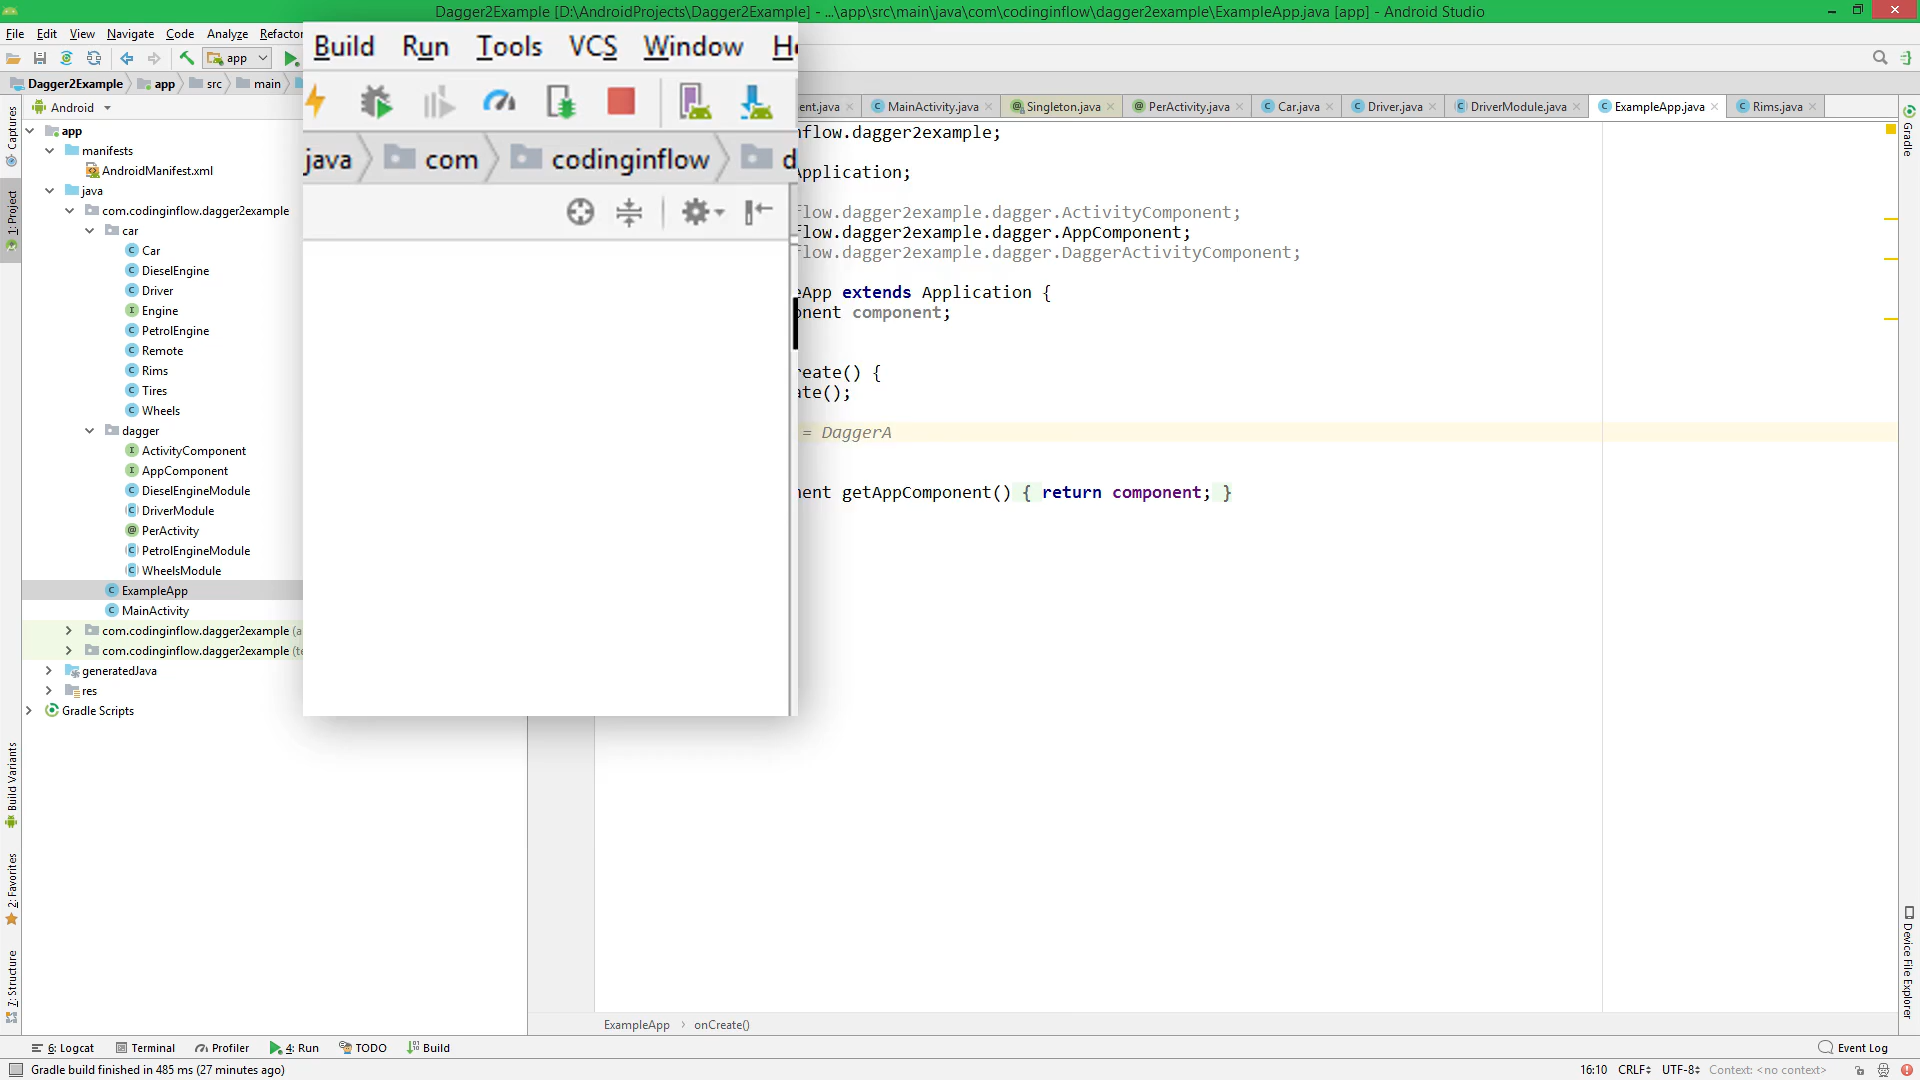 Dagger2Example [D:\AndroidProjects\Dagger2Example] - ...\app\src\main\java\com\codinginflow\dagger2example\ExampleApp.java [app] - Android Studio
File Edit View Navigate Code Analyze Refactor
Build Run Tools VCS Window He
app
Dagger2Example app src main
java com codinginflow d
Android
ent.java MainActivity.java Singleton.java PerActivity.java Car.java Driver.java DriverModule.java ExampleApp.java Rims.java
app
manifests
AndroidManifest.xml
java
com.codinginflow.dagger2example
car
Car
DieselEngine
Driver
Engine
PetrolEngine
Remote
Rims
Tires
Wheels
dagger
ActivityComponent
AppComponent
DieselEngineModule
DriverModule
PerActivity
PetrolEngineModule
WheelsModule
ExampleApp
MainActivity
com.codinginflow.dagger2example (a
com.codinginflow.dagger2example (te
generatedJava
res
Gradle Scripts
nflow.dagger2example;
pplication;
flow.dagger2example.dagger.ActivityComponent;
flow.dagger2example.dagger.AppComponent;
flow.dagger2example.dagger.DaggerActivityComponent;
eApp extends Application {
onent component;
reate() {
ate();
= DaggerA
nent getAppComponent() { return component; }
Captures
1: Project
Build Variants
2: Favorites
7: Structure
Gradle
Device File Explorer
ExampleApp onCreate()
6: Logcat Terminal Profiler 4: Run TODO Build Event Log
Gradle build finished in 485 ms (27 minutes ago) 16:10 CRLF UTF-8 Context: <no context>